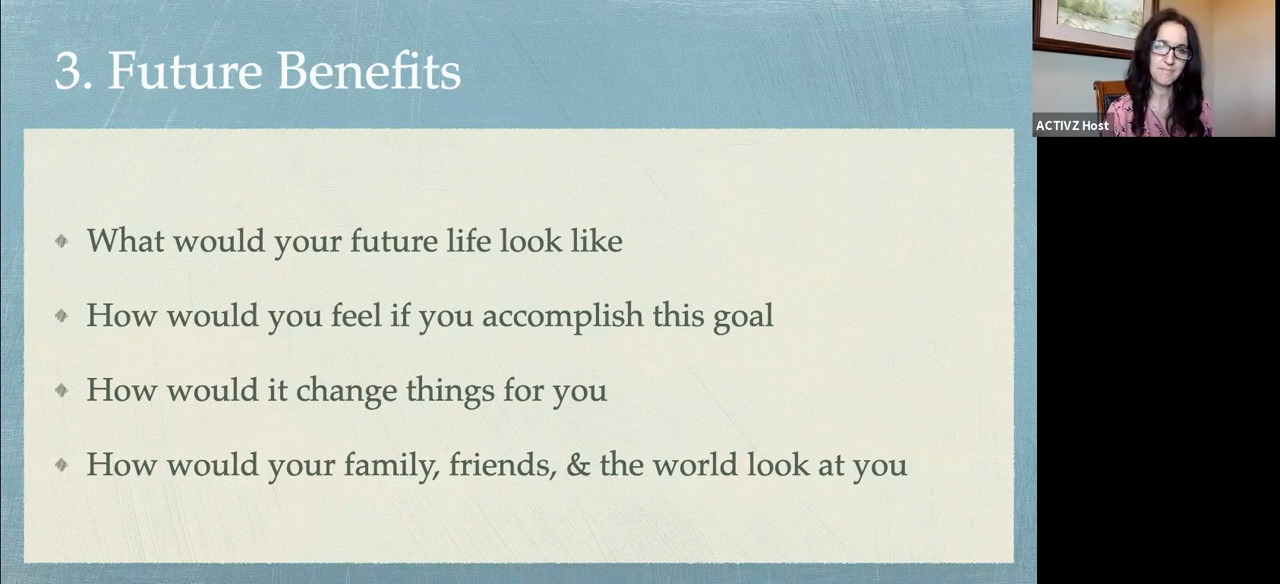 3. Future Benefits
What would your future life look like
How would you feel if you accomplish this goal
How would it change things for you
How would your family, friends, & the world look at you
ACTIVZ Host